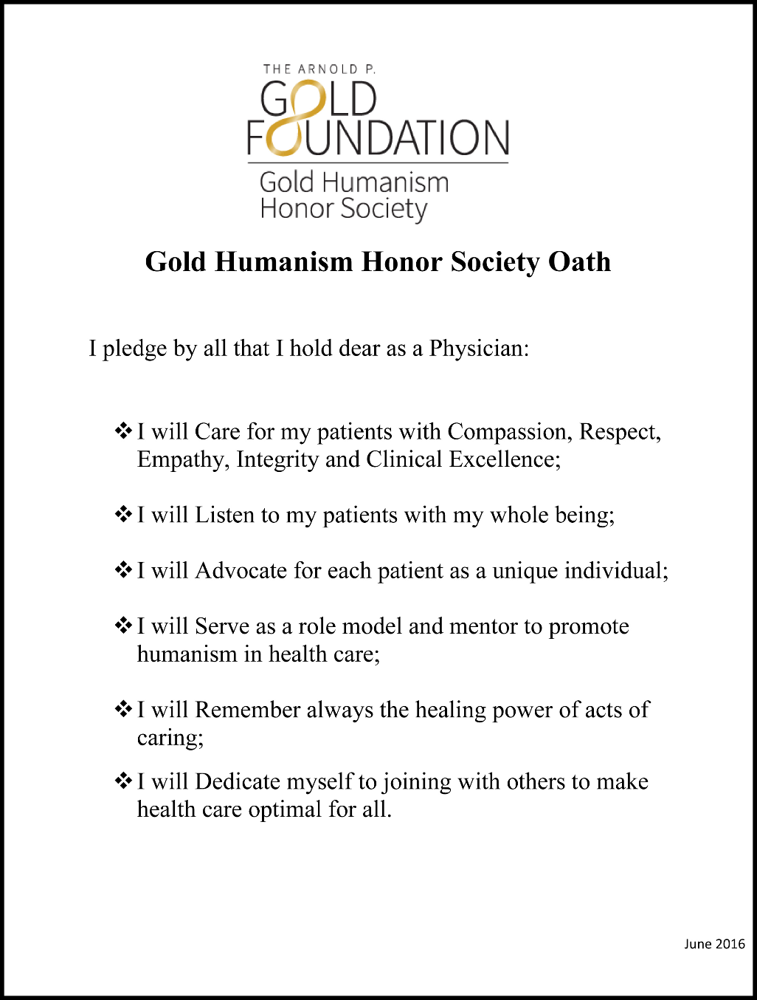 THE ARNOLD P.
GOLD
FOUNDATION
Gold Humanism
Honor Society
Gold Humanism Honor Society Oath
I pledge by all that I hold dear as a Physician:
❖ I will Care for my patients with Compassion, Respect,
Empathy, Integrity and Clinical Excellence;
❖ I will Listen to my patients with my whole being;
❖ I will Advocate for each patient as a unique individual;
❖ I will Serve as a role model and mentor to promote
humanism in health care;
❖ I will Remember always the healing power of acts of
caring;
❖ I will Dedicate myself to joining with others to make
health care optimal for all.
June 2016